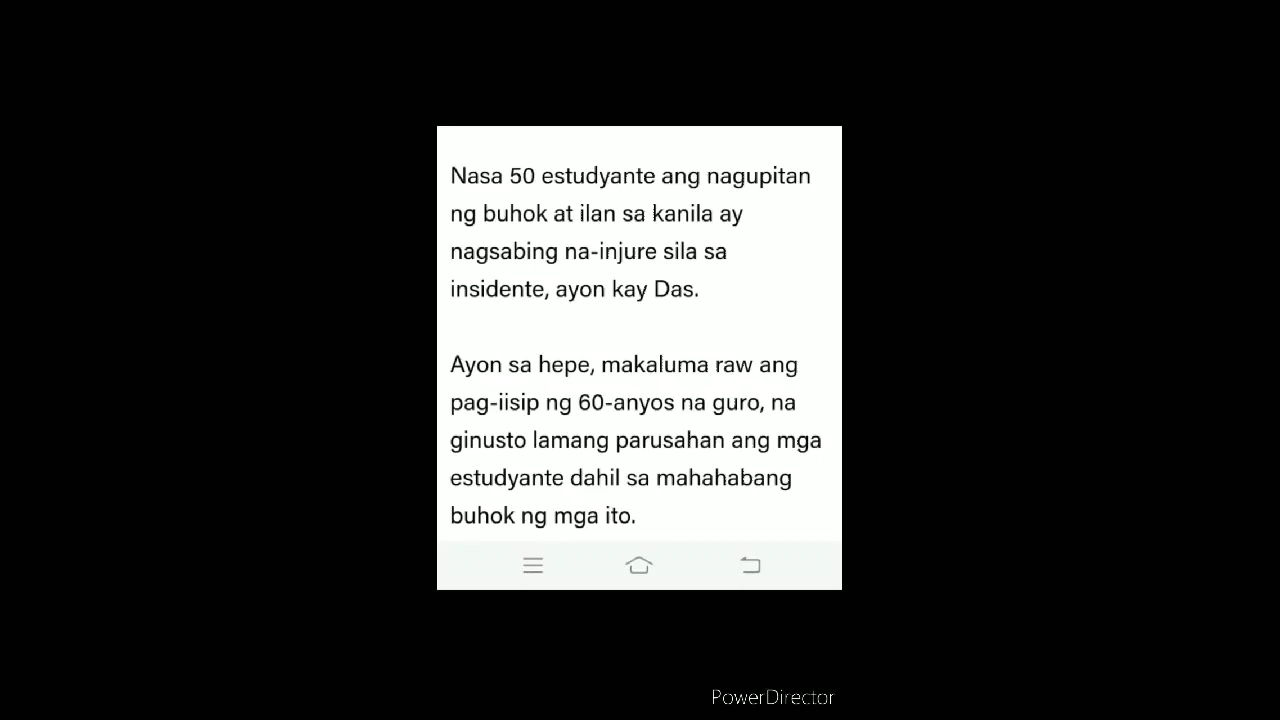 Nasa 50 estudyante ang nagupitan
ng buhok at ilan sa kanila ay
nagsabing na-injure sila sa
insidente, ayon kay Das.
Ayon sa hepe, makaluma raw ang
pag-iisip ng 60-anyos na guro, na
ginusto lamang parusahan ang mga
estudyante dahil sa mahahabang
buhok ng mga ito.
PowerDirector